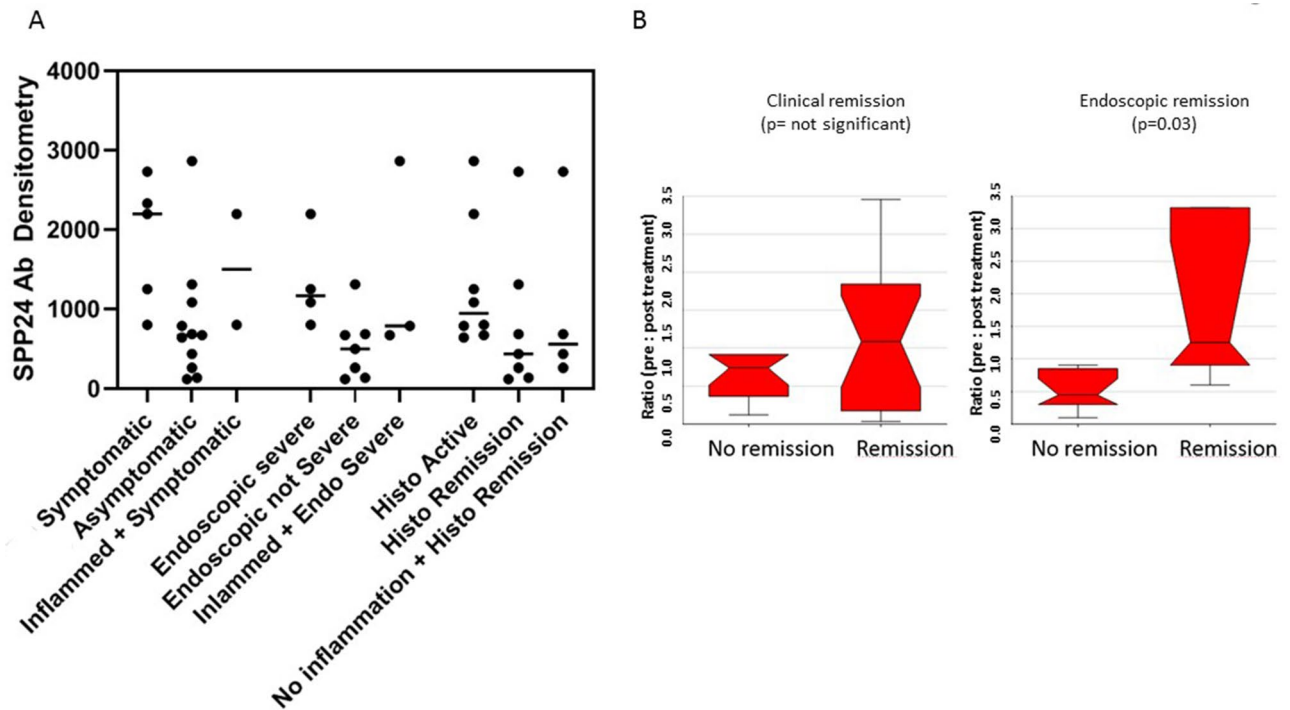 A
SPP24 Ab Densitometry
4000
3000
2000
1000
0
Symptomatic
Asymptomatic
Inflammed + Symptomatic
Endoscopic severe
Endoscopic not Severe
Inlammed + Endo Severe
Histo Active
Histo Remission
No inflammation + Histo Remission
B
Clinical remission
(p= not significant)
Ratio (pre : post treatment)
3.5
3.0
2.5
2.0
1.5
1.0
0.5
0.0
No remission
Remission
Endoscopic remission
(p=0.03)
Ratio (pre : post treatment)
3.5
3.0
2.5
2.0
1.5
1.0
0.5
0.0
No remission
Remission